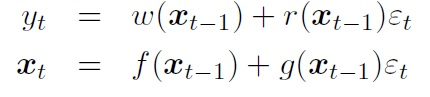 y_t = w(x_{t−1}) + r(x_{t−1})ε_t
x_t = f(x_{t−1}) + g(x_{t−1})ε_t